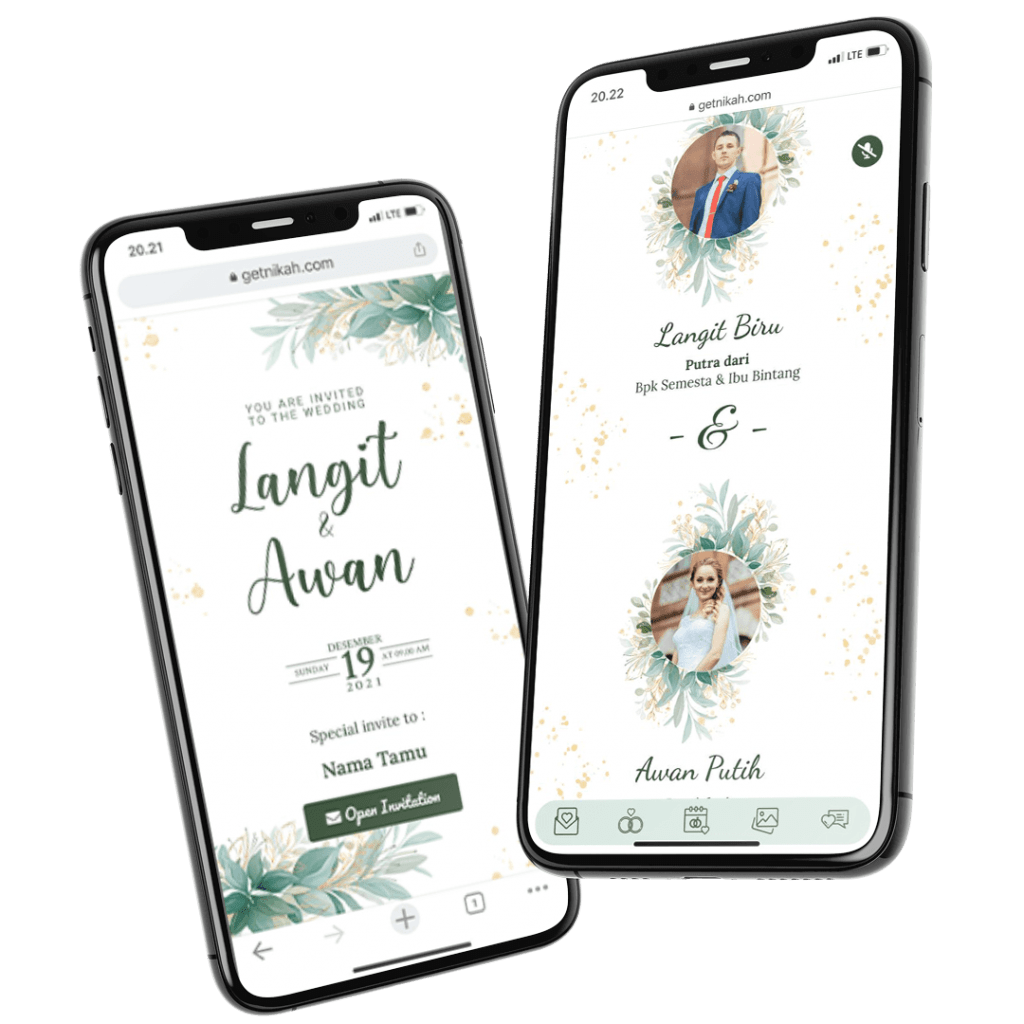 20.21
LTE
getnikah.com
YOU ARE INVITED
TO THE WEDDING
Langit
&
Awan
DESEMBER
SUNDAY 19 AT 09.00 AM
2021
Special invite to :
Nama Tamu
Open Invitation
1
20.22
LTE
getnikah.com
Langit Biru
Putra dari
Bpk Semesta & Ibu Bintang
- & -
Awan Putih